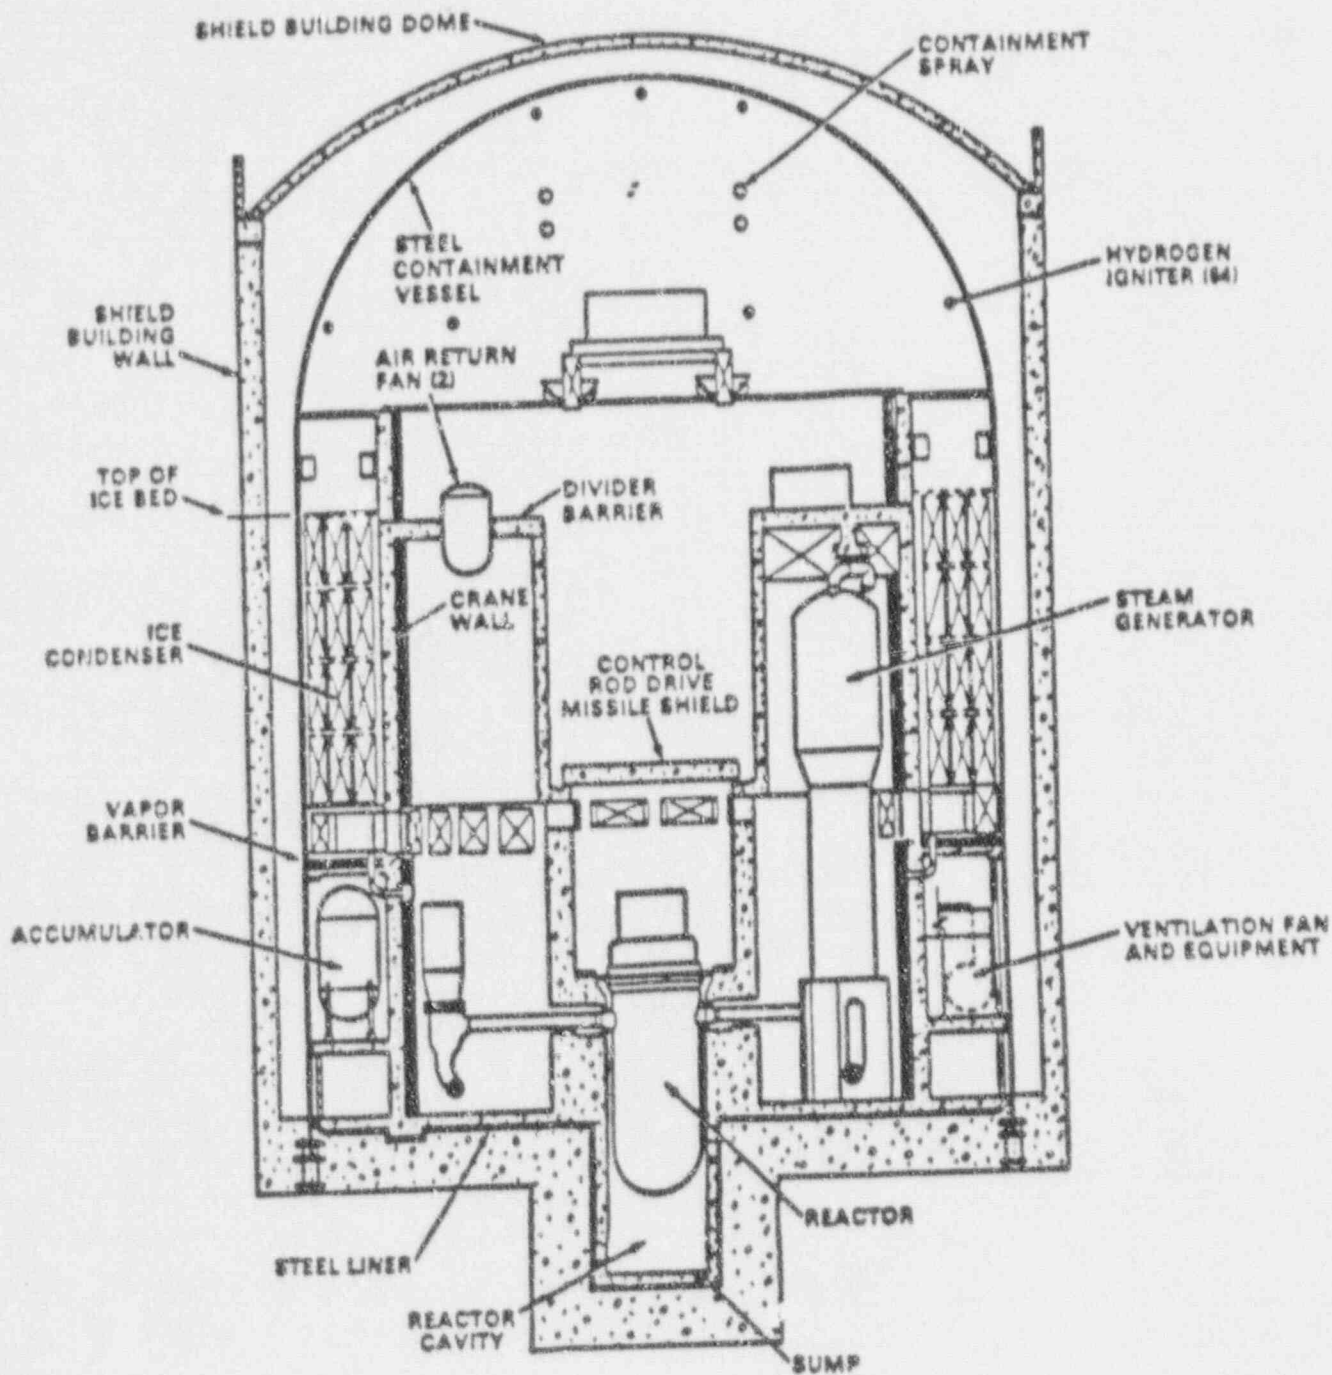 SHIELD BUILDING DOME
CONTAINMENT
SPRAY
STEEL
CONTAINMENT
VESSEL
HYDROGEN
IGNITER (64)
SHIELD
BUILDING
WALL
AIR RETURN
FAN (2)
TOP OF
ICE BED
DIVIDER
BARRIER
CRANE
WALL
STEAM
GENERATOR
ICE
CONDENSER
CONTROL
ROD DRIVE
MISSILE SHIELD
VAPOR
BARRIER
ACCUMULATOR
VENTILATION FAN
AND EQUIPMENT
REACTOR
STEEL LINER
REACTOR
CAVITY
SUMP